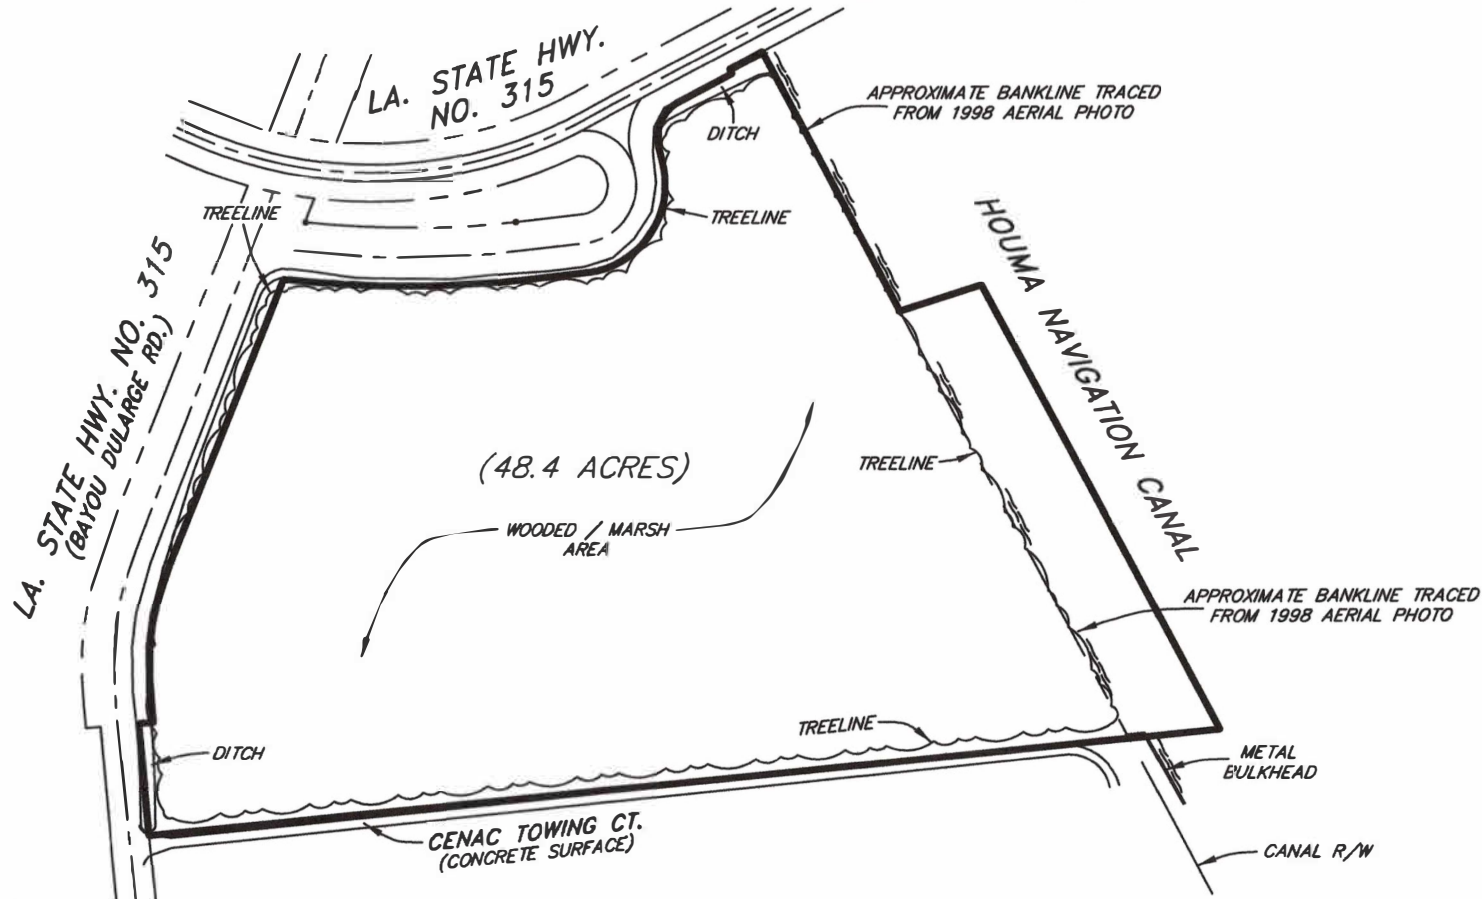 LA. STATE HWY.
NO. 315
APPROXIMATE BANKLINE TRACED
FROM 1998 AERIAL PHOTO
DITCH
TREELINE
TREELINE
HOUMA NAVIGATION CANAL
LA. STATE HWY. NO. 315
(BAYOU DULARGE RD.)
(48.4 ACRES)
TREELINE
WOODED / MARSH
AREA
APPROXIMATE BANKLINE TRACED
FROM 1998 AERIAL PHOTO
TREELINE
DITCH
METAL
BULKHEAD
CENAC TOWING CT.
(CONCRETE SURFACE)
CANAL R/W